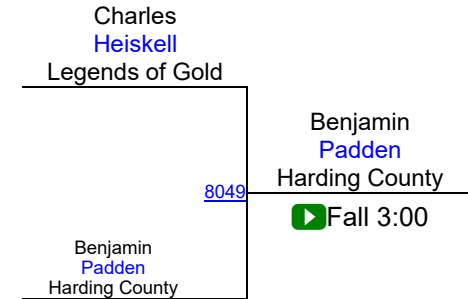 Charles
Heiskell
Legends of Gold
Benjamin
Padden
Harding County
8049
Fall 3:00
Benjamin
Padden
Harding County